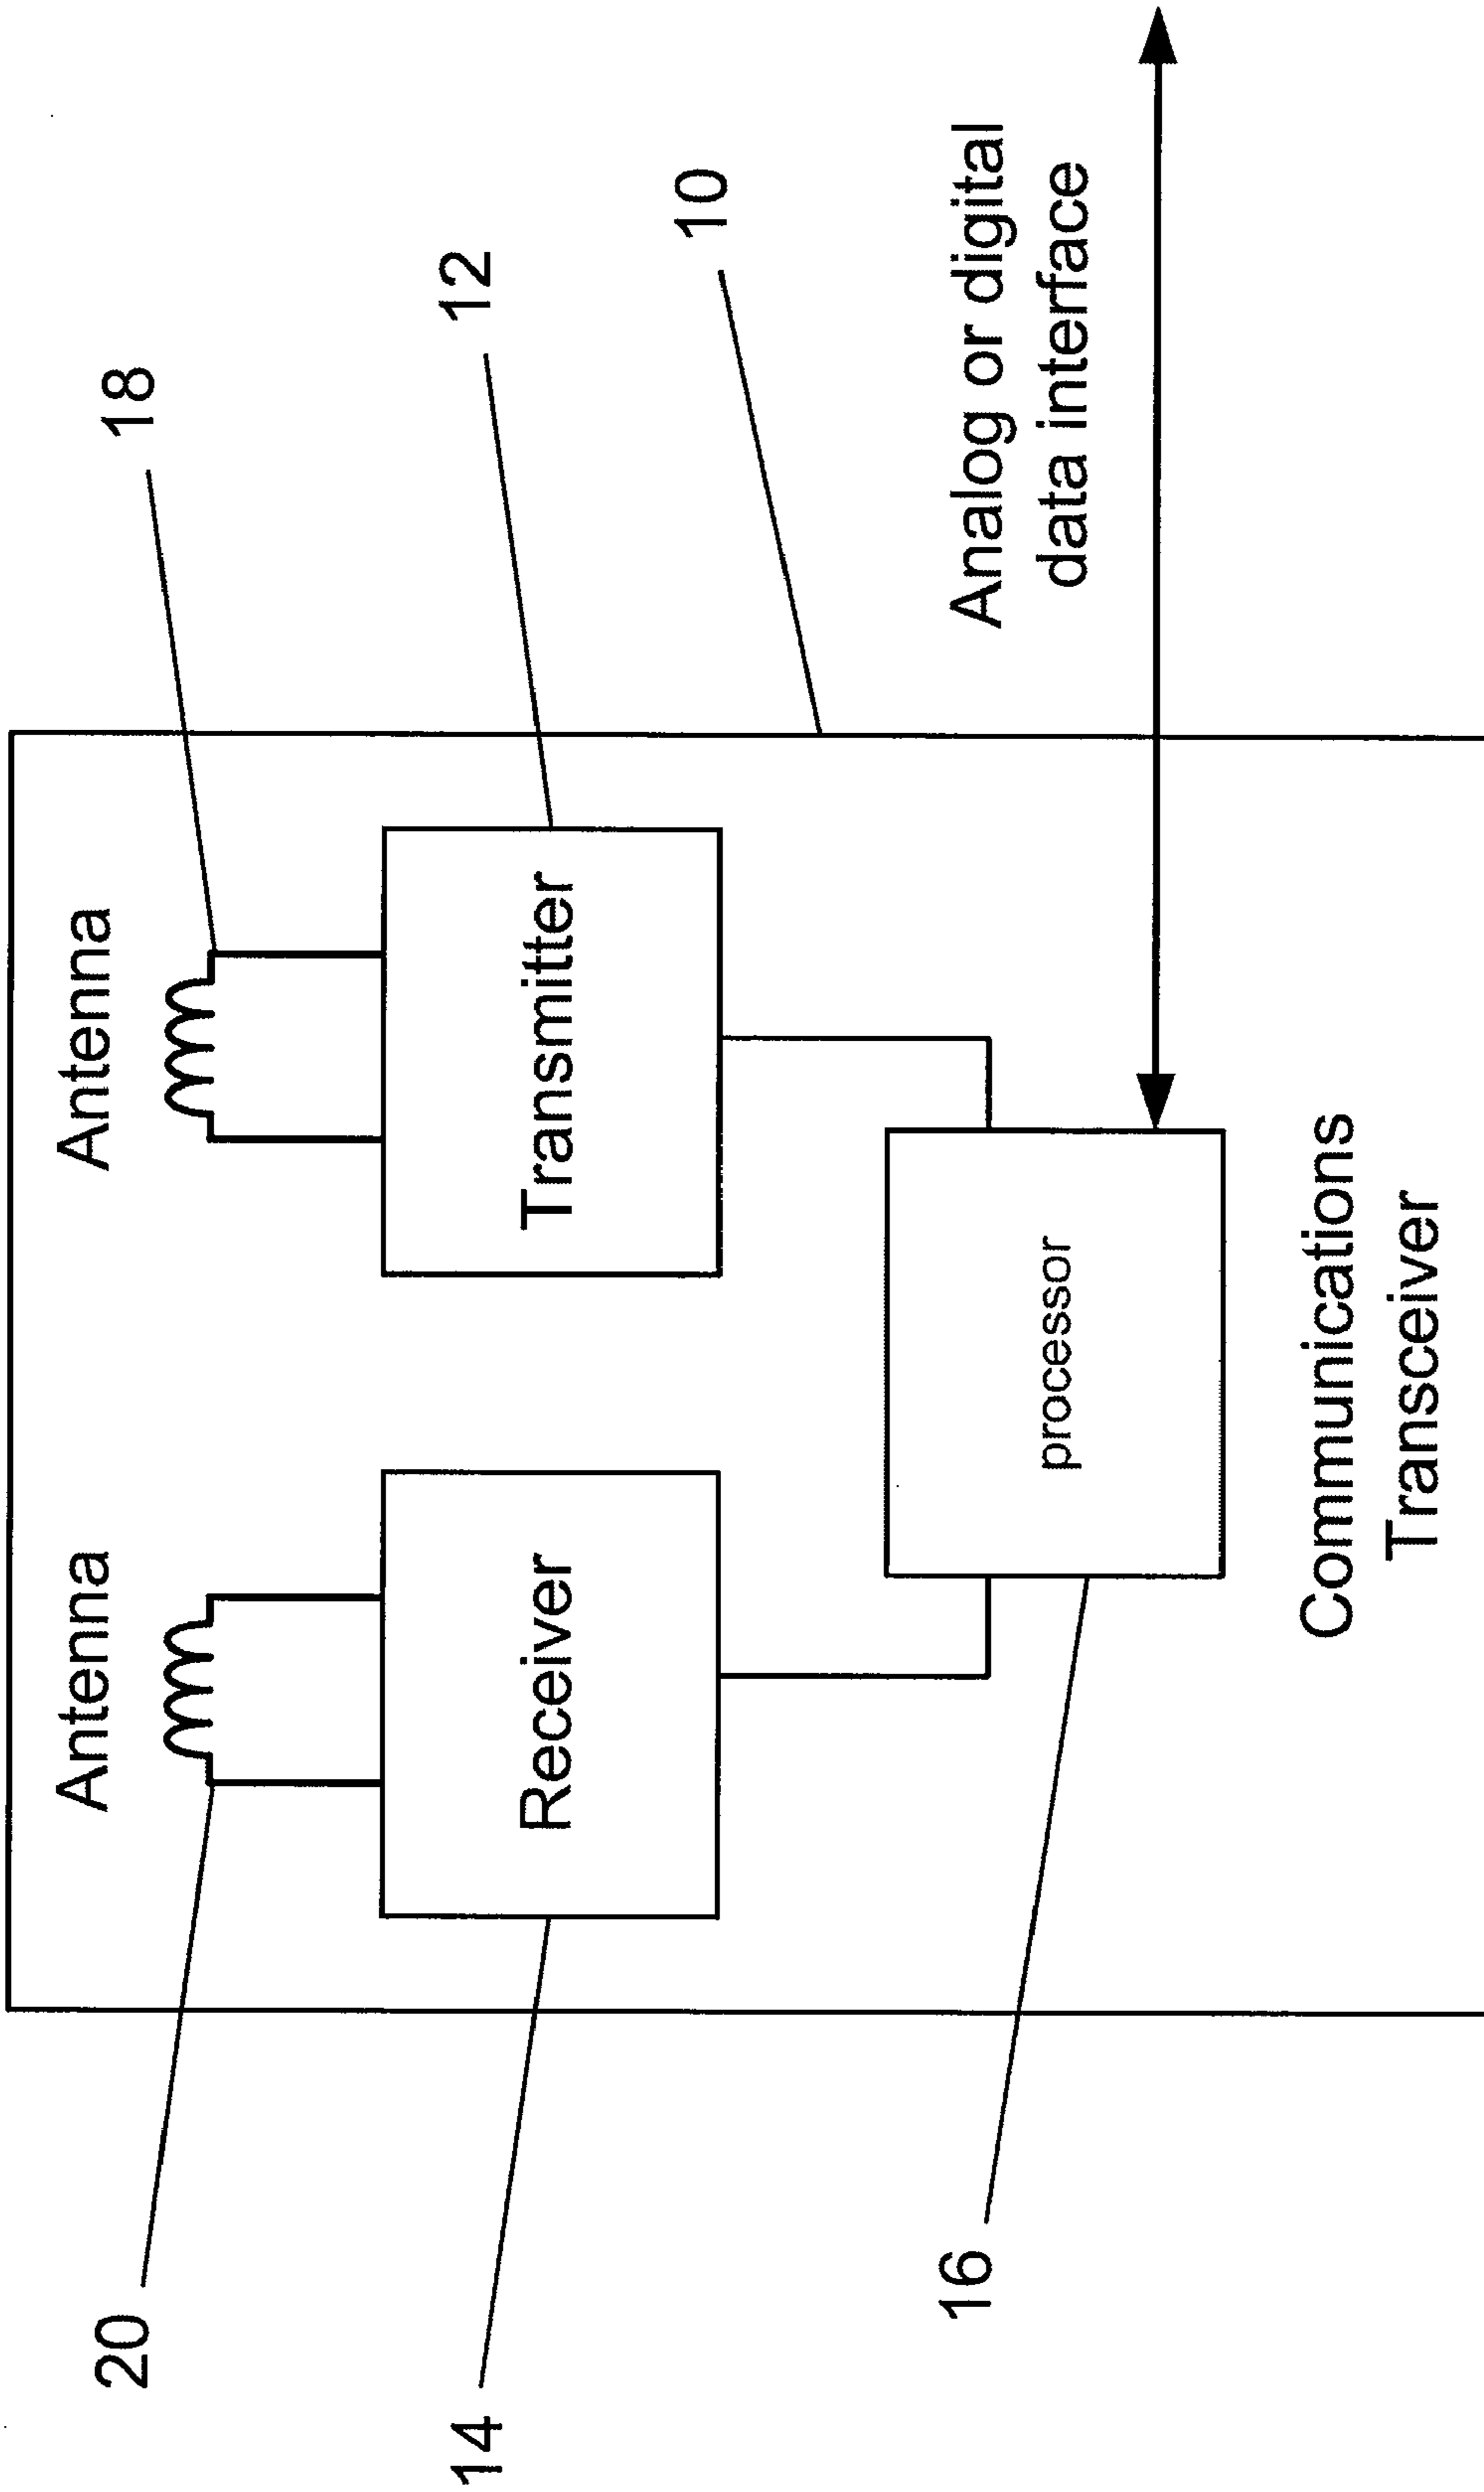 Antenna
Antenna
18
20
Receiver
Transmitter
12
14
10
processor
16
Analog or digital
data interface
Communications
Transceiver